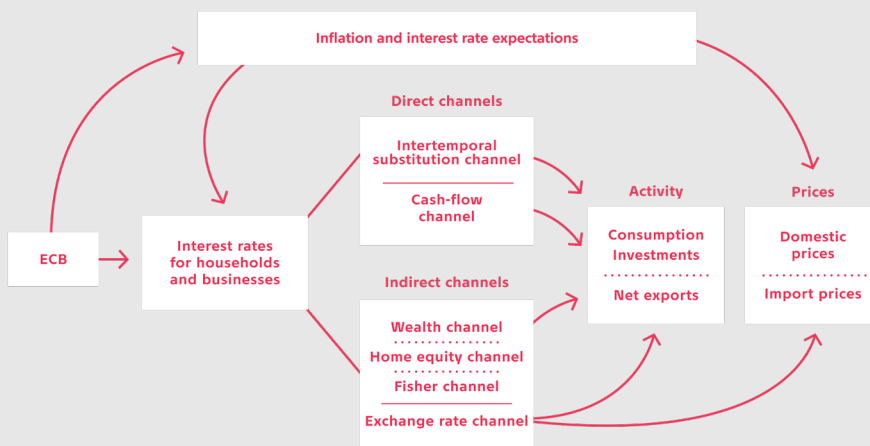 Inflation and interest rate expectations
Direct channels
Intertemporal
substitution channel
Cash-flow
channel
Activity
Prices
ECB
Interest rates
for households
and businesses
Consumption
Investments
Net exports
Domestic
prices
Import prices
Indirect channels
Wealth channel
Home equity channel
Fisher channel
Exchange rate channel